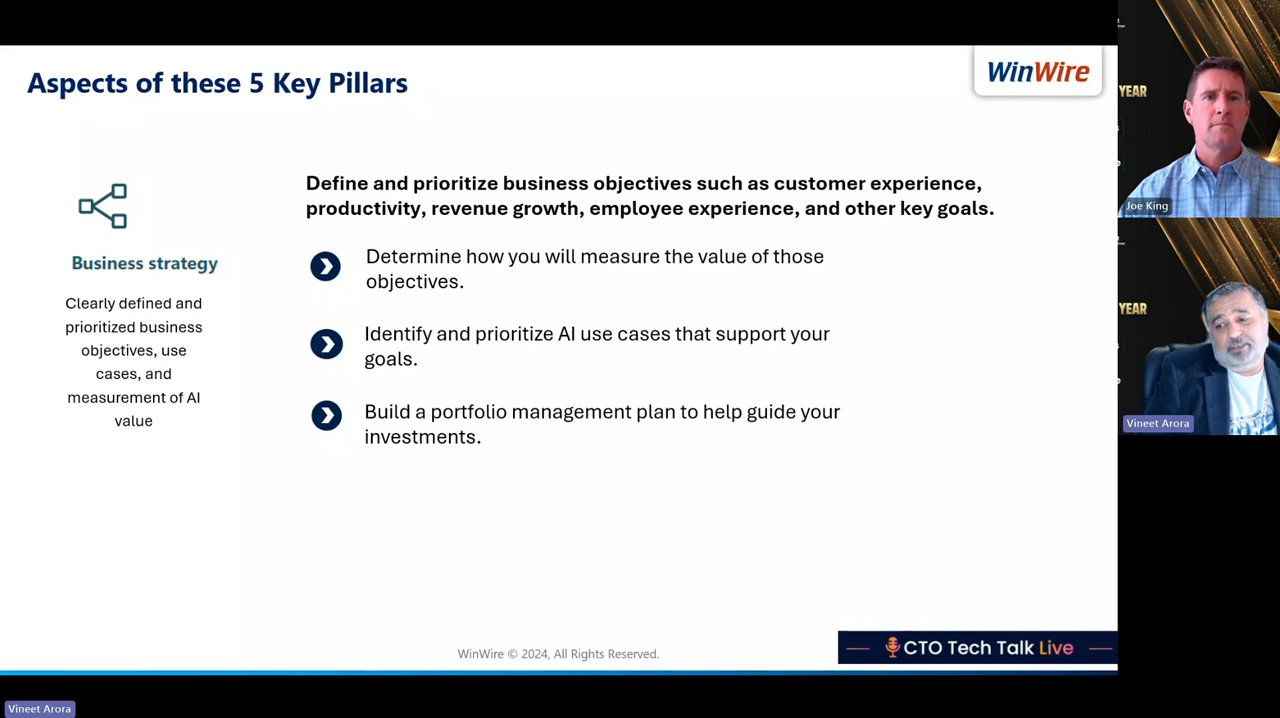 Aspects of these 5 Key Pillars
WinWire
Business strategy
Clearly defined and
prioritized business
objectives, use
cases, and
measurement of AI
value
Define and prioritize business objectives such as customer experience,
productivity, revenue growth, employee experience, and other key goals.
Determine how you will measure the value of those
objectives.
Identify and prioritize AI use cases that support your
goals.
Build a portfolio management plan to help guide your
investments.
WinWire © 2024, All Rights Reserved.
CTO Tech Talk Live
YEAR
Joe King
YEAR
Vineet Arora
Vineet Arora